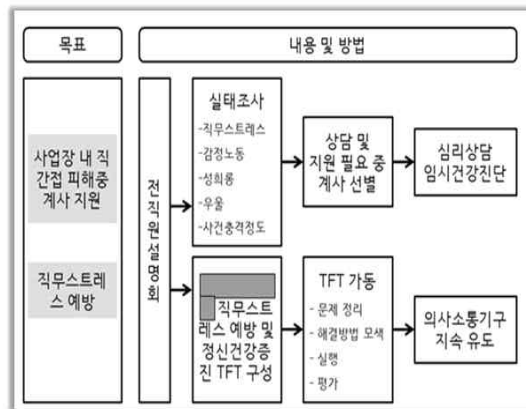 목표
내용 및 방법
사업장 내 직
간접 피해중
계사 지원
직무스트레
스 예방
전직원설명회
실태조사
-직무스트레스
-감정노동
-성희롱
-우울
-사건충격정도
상담 및
지원 필요 중
계사 선별
심리상담
임시건강진단
직무스트
레스 예방 및
정신건강증
진 TFT 구성
TFT 가동
- 문제 정리
- 해결방법 모색
- 실행
- 평가
의사소통기구
지속 유도